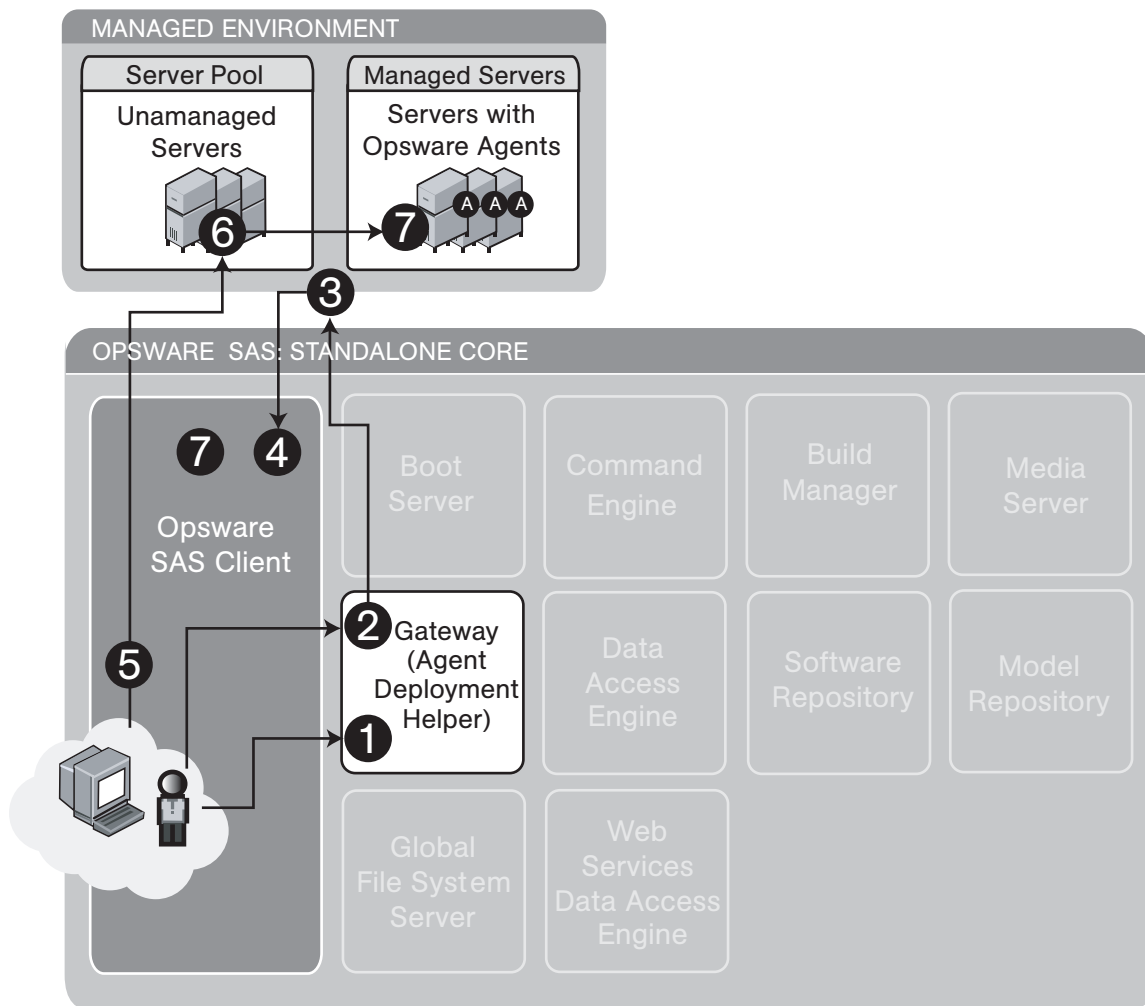 MANAGED ENVIRONMENT
Server Pool
Managed Servers
Unamanaged
Servers
Servers with
Opsware Agents
A A A
6
7
3
OPSWARE SAS: STANDALONE CORE
7
4
Opsware
SAS Client
Boot
Server
Command
Engine
Build
Manager
Media
Server
5
2
Gateway
(Agent
Deployment
Helper)
1
Data
Access
Engine
Software
Repository
Model
Repository
Global
File System
Server
Web
Services
Data Access
Engine